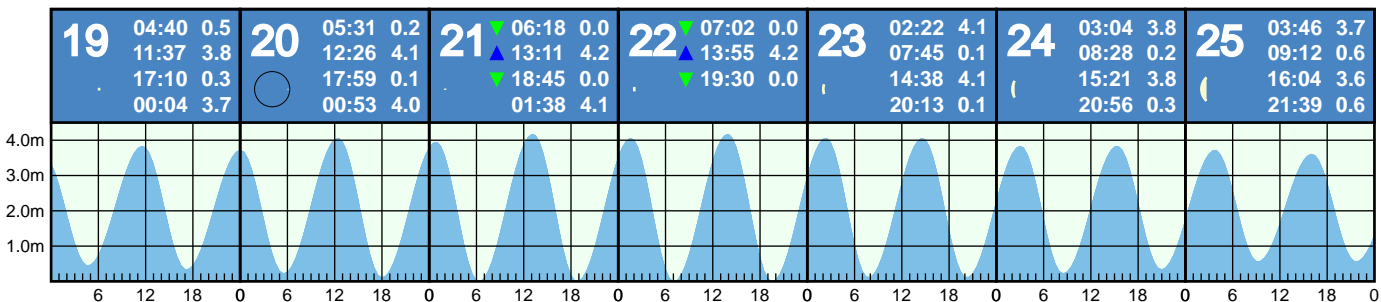 19
04:40 0.5
11:37 3.8
17:10 0.3
00:04 3.7
20
05:31 0.2
12:26 4.1
17:59 0.1
00:53 4.0
21
▼ 06:18 0.0
▲ 13:11 4.2
▼ 18:45 0.0
01:38 4.1
22
▼ 07:02 0.0
▲ 13:55 4.2
▼ 19:30 0.0
23
02:22 4.1
07:45 0.1
14:38 4.1
20:13 0.1
24
03:04 3.8
08:28 0.2
15:21 3.8
20:56 0.3
25
03:46 3.7
09:12 0.6
16:04 3.6
21:39 0.6
4.0m
3.0m
2.0m
1.0m
6 12 18 0 6 12 18 0 6 12 18 0 6 12 18 0 6 12 18 0 6 12 18 0 6 12 18 0